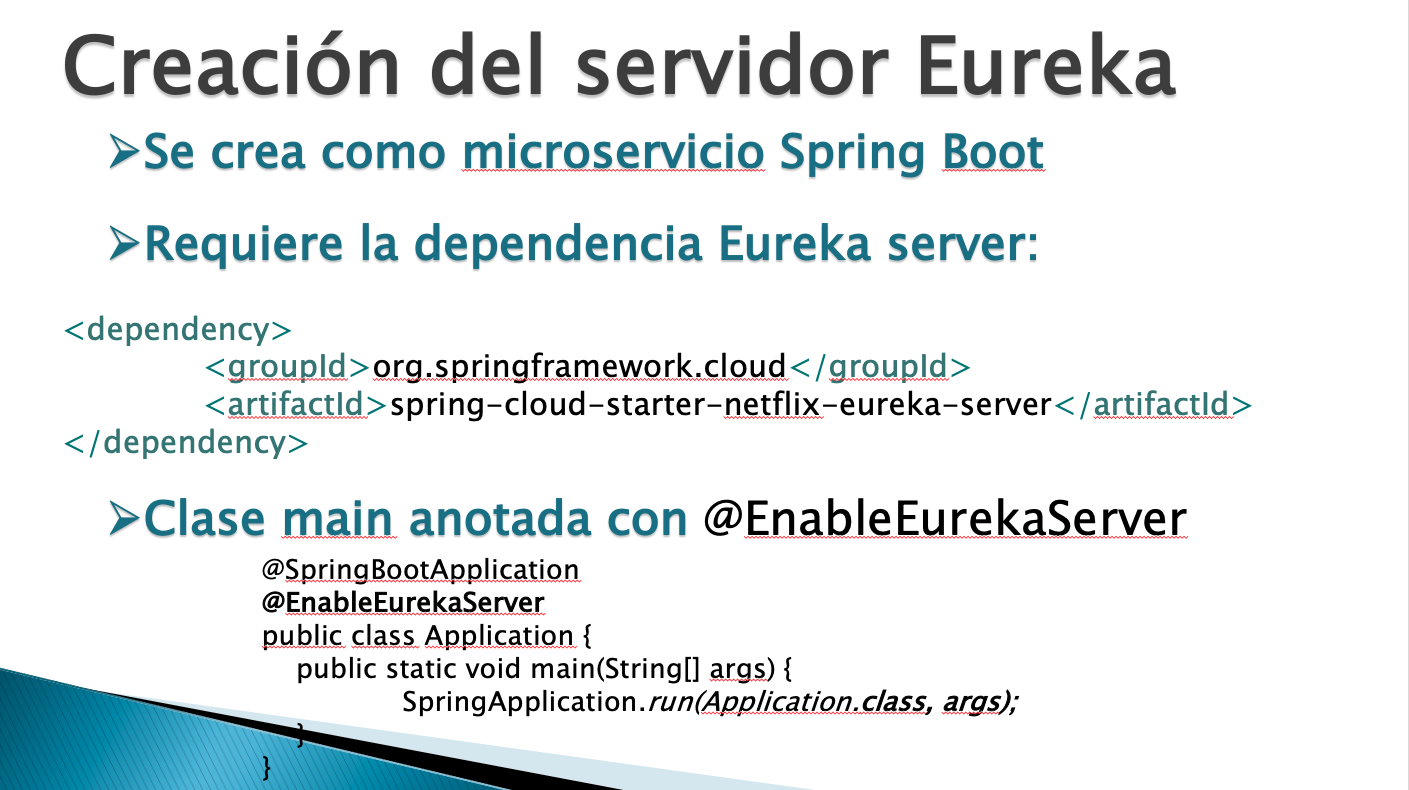 Creación del servidor Eureka
➢Se crea como microservicio Spring Boot
➢Requiere la dependencia Eureka server:
<dependency>
<groupId>org.springframework.cloud</groupId>
<artifactId>spring-cloud-starter-netflix-eureka-server</artifactId>
</dependency>
➢Clase main anotada con @EnableEurekaServer
@SpringBootApplication
@EnableEurekaServer
public class Application {
public static void main(String[] args) {
SpringApplication.run(Application.class, args);
}
}